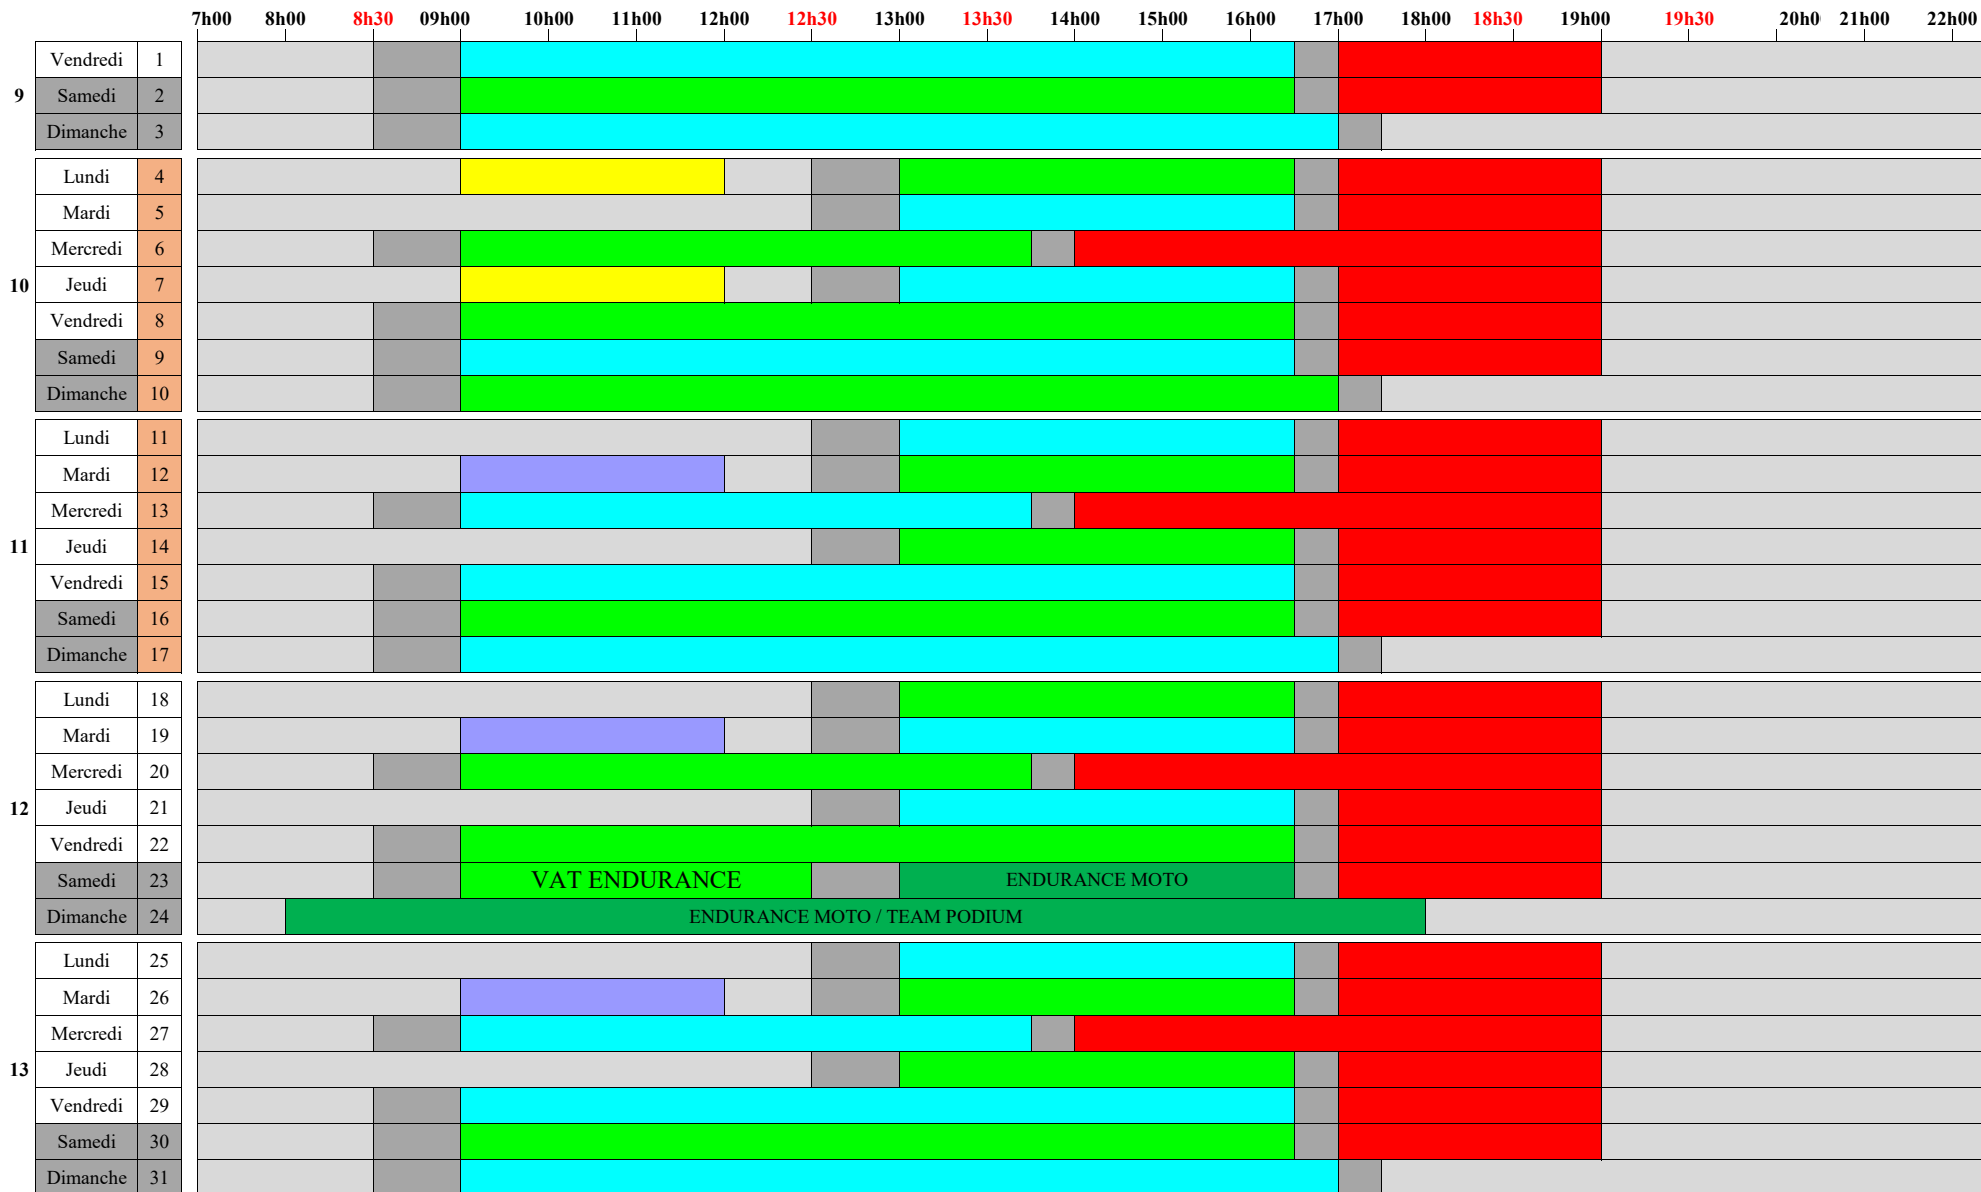 7h00 8h00 8h30 09h00 10h00 11h00 12h00 12h30 13h00 13h30 14h00 15h00 16h00 17h00 18h00 18h30 19h00 19h30 20h0 21h00 22h00
Vendredi 1
9 Samedi 2
Dimanche 3
Lundi 4
Mardi 5
Mercredi 6
10 Jeudi 7
Vendredi 8
Samedi 9
Dimanche 10
Lundi 11
Mardi 12
Mercredi 13
11 Jeudi 14
Vendredi 15
Samedi 16
Dimanche 17
Lundi 18
Mardi 19
Mercredi 20
12 Jeudi 21
Vendredi 22
Samedi 23 VAT ENDURANCE ENDURANCE MOTO
Dimanche 24 ENDURANCE MOTO / TEAM PODIUM
Lundi 25
Mardi 26
Mercredi 27
13 Jeudi 28
Vendredi 29
Samedi 30
Dimanche 31